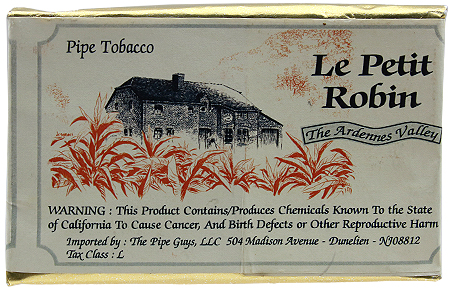 Pipe Tobacco
Le Petit
Robin
The Ardennes Valley
WARNING : This Product Contains/Produces Chemicals Known To the State
of California To Cause Cancer, And Birth Defects or Other Reproductive Harm
Imported by : The Pipe Guys, LLC 504 Madison Avenue - Dunelien - NJ08812
Tax Class : L